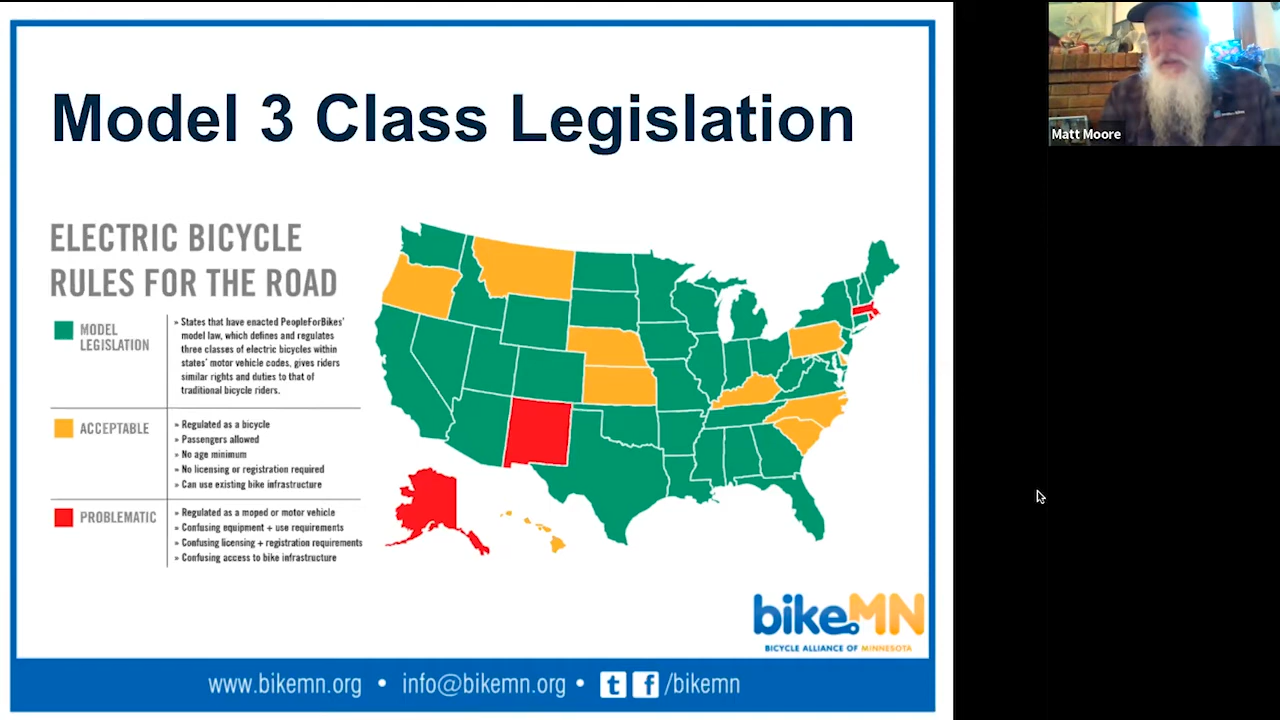 Model 3 Class Legislation
ELECTRIC BICYCLE
RULES FOR THE ROAD
MODEL
LEGISLATION
» States that have enacted PeopleForBikes'
model law, which defines and regulates
three classes of electric bicycles within
states' motor vehicle codes, gives riders
similar rights and duties to that of
traditional bicycle riders.
ACCEPTABLE
» Regulated as a bicycle
» Passengers allowed
» No age minimum
» No licensing or registration required
» Can use existing bike infrastructure
PROBLEMATIC
» Regulated as a moped or motor vehicle
» Confusing equipment + use requirements
» Confusing licensing + registration requirements
» Confusing access to bike infrastructure
bikeMN
BICYCLE ALLIANCE OF MINNESOTA
www.bikemn.org • info@bikemn.org • t f /bikemn
Matt Moore